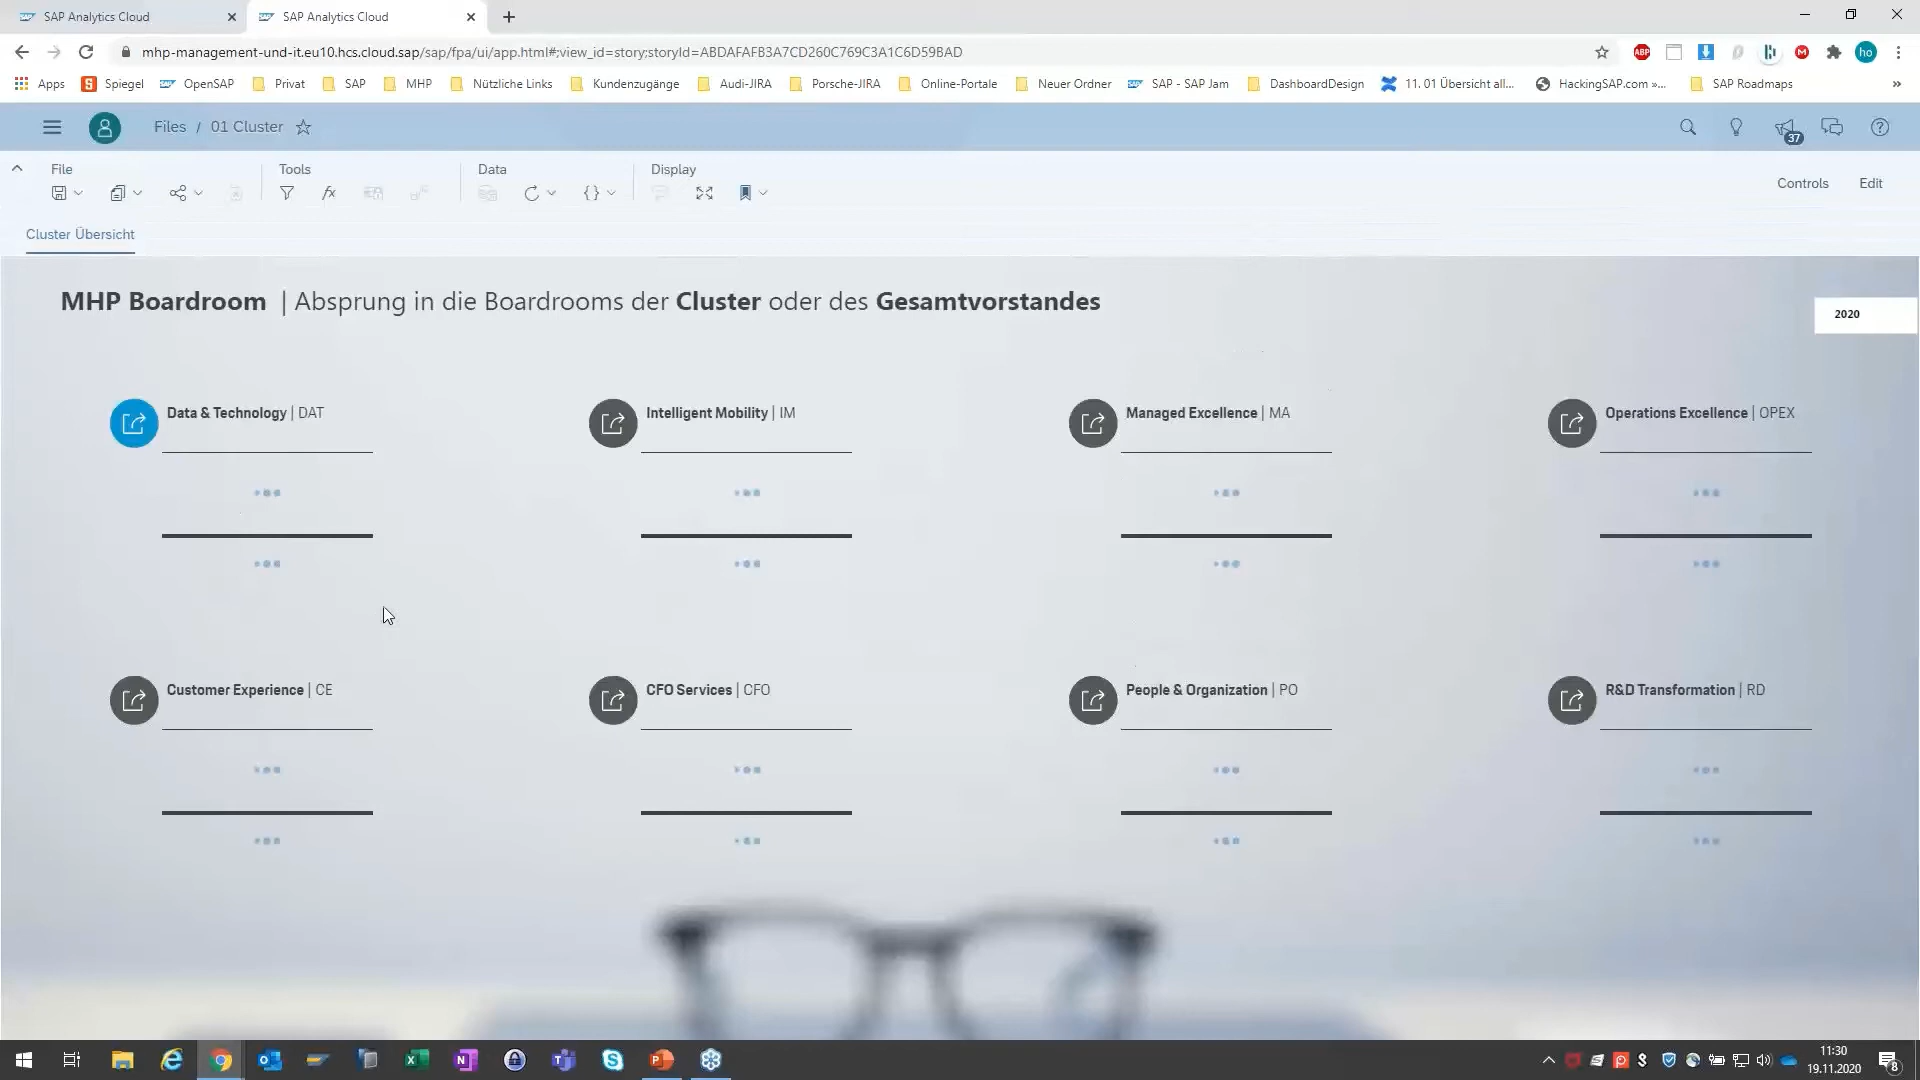 SAP Analytics Cloud
SAP Analytics Cloud
mhp-management-und-it.eu10.hcs.cloud.sap/sap/fpa/ui/app.html#;view_id=story;storyId=ABDAFAFB3A7CD260C769C3A1C6D59BAD
ABP
M
ho
Apps
S
Spiegel
OpenSAP
Privat
SAP
MHP
Nützliche Links
Kundenzugänge
Audi-JIRA
Porsche-JIRA
Online-Portale
Neuer Ordner
SAP - SAP Jam
DashboardDesign
11. 01 Übersicht all...
HackingSAP.com »...
SAP Roadmaps
»
Files / 01 Cluster
37
File
Tools
Data
Display
fx
{}
Controls
Edit
Cluster Übersicht
MHP Boardroom | Absprung in die Boardrooms der Cluster oder des Gesamtvorstandes
2020
Data & Technology | DAT
Intelligent Mobility | IM
Managed Excellence | MA
Operations Excellence | OPEX
Customer Experience | CE
CFO Services | CFO
People & Organization | PO
R&D Transformation | RD
11:30
19.11.2020
8